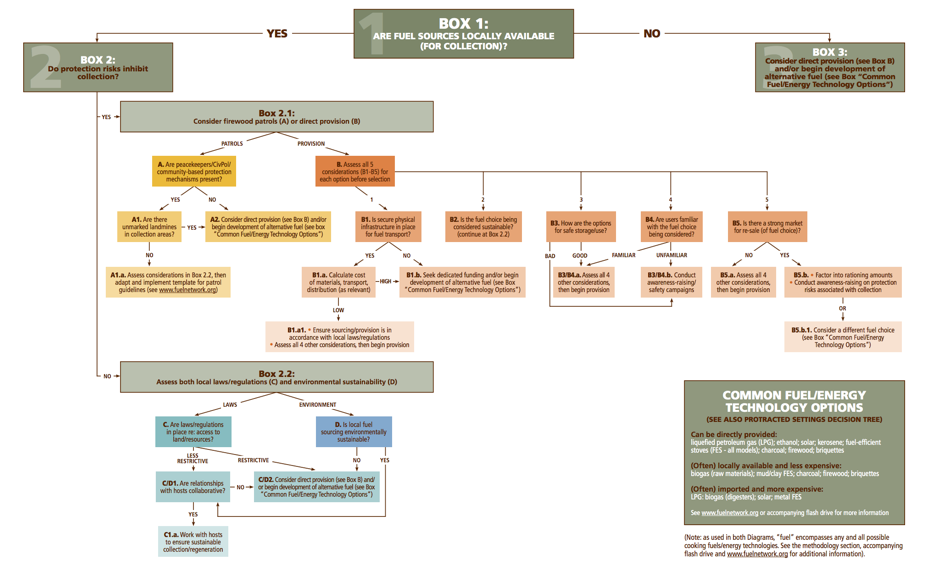 1
BOX 1:
ARE FUEL SOURCES LOCALLY AVAILABLE
(FOR COLLECTION)?
YES
NO
2
BOX 2:
Do protection risks inhibit
collection?
3
BOX 3:
Consider direct provision (see Box B)
and/or begin development of
alternative fuel (see Box “Common
Fuel/Energy Technology Options”)
YES
Box 2.1:
Consider firewood patrols (A) or direct provision (B)
PATROLS
PROVISION
A. Are peacekeepers/CivPol/
community-based protection
mechanisms present?
B. Assess all 5
considerations (B1-B5) for
each option before selection
YES
NO
1
2
3
4
5
A1. Are there
unmarked landmines
in collection areas?
YES
A2. Consider direct provision (see Box B) and/or
begin development of alternative fuel (see box
“Common Fuel/Energy Technology Options”)
B1. Is secure physical
infrastructure in place
for fuel transport?
B2. Is the fuel choice being
considered sustainable?
(continue at Box 2.2)
B3. How are the options
for safe storage/use?
B4. Are users familiar
with the fuel choice
being considered?
B5. Is there a strong market
for re-sale (of fuel choice)?
NO
BAD
GOOD
FAMILIAR
UNFAMILIAR
NO
YES
A1.a. Assess considerations in Box 2.2, then
adapt and implement template for patrol
guidelines (see www.fuelnetwork.org)
B1.a. Calculate cost
of materials, transport,
distribution (as relevant)
HIGH
B1.b. Seek dedicated funding and/or begin
development of alternative fuel (see Box
“Common Fuel/Energy Technology Options”)
B3/B4.a. Assess all 4
other considerations,
then begin provision
B3/B4.b. Conduct
awareness-raising/
safety campaigns
B5.a. Assess all 4
other considerations,
then begin provision
B5.b. • Factor into rationing amounts
• Conduct awareness-raising on protection
risks associated with collection
LOW
OR
B1.a1. • Ensure sourcing/provision is in
accordance with local laws/regulations
• Assess all 4 other considerations, then begin provision
B5.b.1. Consider a different fuel choice
(see Box “Common Fuel/Energy
Technology Options”)
NO
Box 2.2:
Assess both local laws/regulations (C) and environmental sustainability (D)
LAWS
ENVIRONMENT
C. Are laws/regulations
in place re: access to
land/resources?
D. Is local fuel
sourcing environmentally
sustainable?
LESS
RESTRICTIVE
RESTRICTIVE
NO
YES
C/D1. Are relationships
with hosts collaborative?
NO
C/D2. Consider direct provision (see Box B) and/
or begin development of alternative fuel (see Box
“Common Fuel/Energy Technology Options”)
YES
C1.a. Work with hosts
to ensure sustainable
collection/regeneration
COMMON FUEL/ENERGY
TECHNOLOGY OPTIONS
(SEE ALSO PROTRACTED SETTINGS DECISION TREE)
Can be directly provided:
liquefied petroleum gas (LPG); ethanol; solar; kerosene; fuel-efficient
stoves (FES - all models); charcoal; firewood; briquettes
(Often) locally available and less expensive:
biogas (raw materials); mud/clay FES; charcoal; firewood; briquettes
(Often) imported and more expensive:
LPG: biogas (digesters); solar; metal FES
See www.fuelnetwork.org or accompanying flash drive for more information
(Note: as used in both Diagrams, “fuel” encompasses any and all possible
cooking fuels/energy technologies. See the methodology section, accompanying
flash drive and www.fuelnetwork.org for additional information).